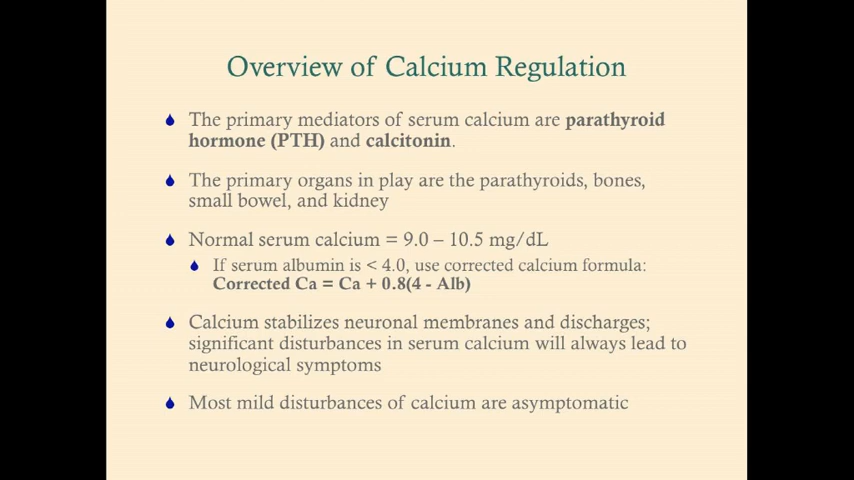 Overview of Calcium Regulation
The primary mediators of serum calcium are parathyroid
hormone (PTH) and calcitonin.
The primary organs in play are the parathyroids, bones,
small bowel, and kidney
Normal serum calcium = 9.0 – 10.5 mg/dL
If serum albumin is < 4.0, use corrected calcium formula:
Corrected Ca = Ca + 0.8(4 - Alb)
Calcium stabilizes neuronal membranes and discharges;
significant disturbances in serum calcium will always lead to
neurological symptoms
Most mild disturbances of calcium are asymptomatic